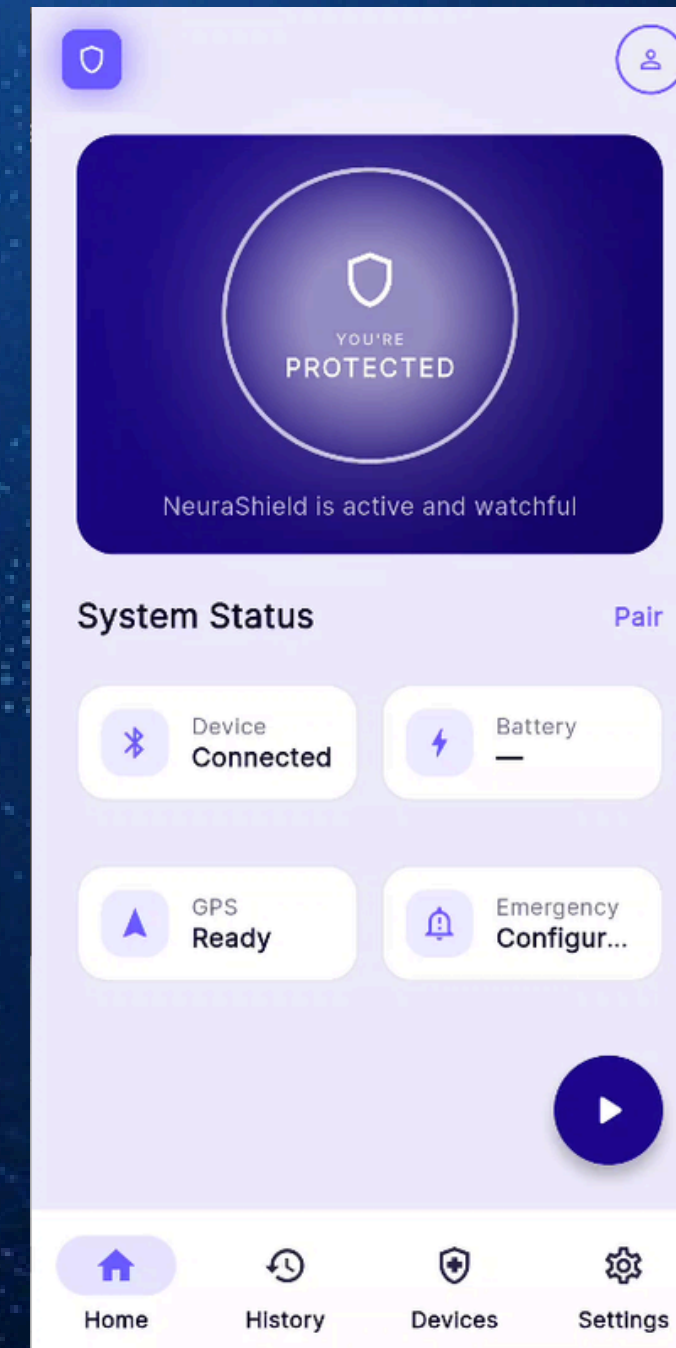 YOU'RE
PROTECTED
NeuraShield is active and watchful
System Status
Pair
Device
Connected
Battery
—
GPS
Ready
Emergency
Configur...
Home
History
Devices
Settings